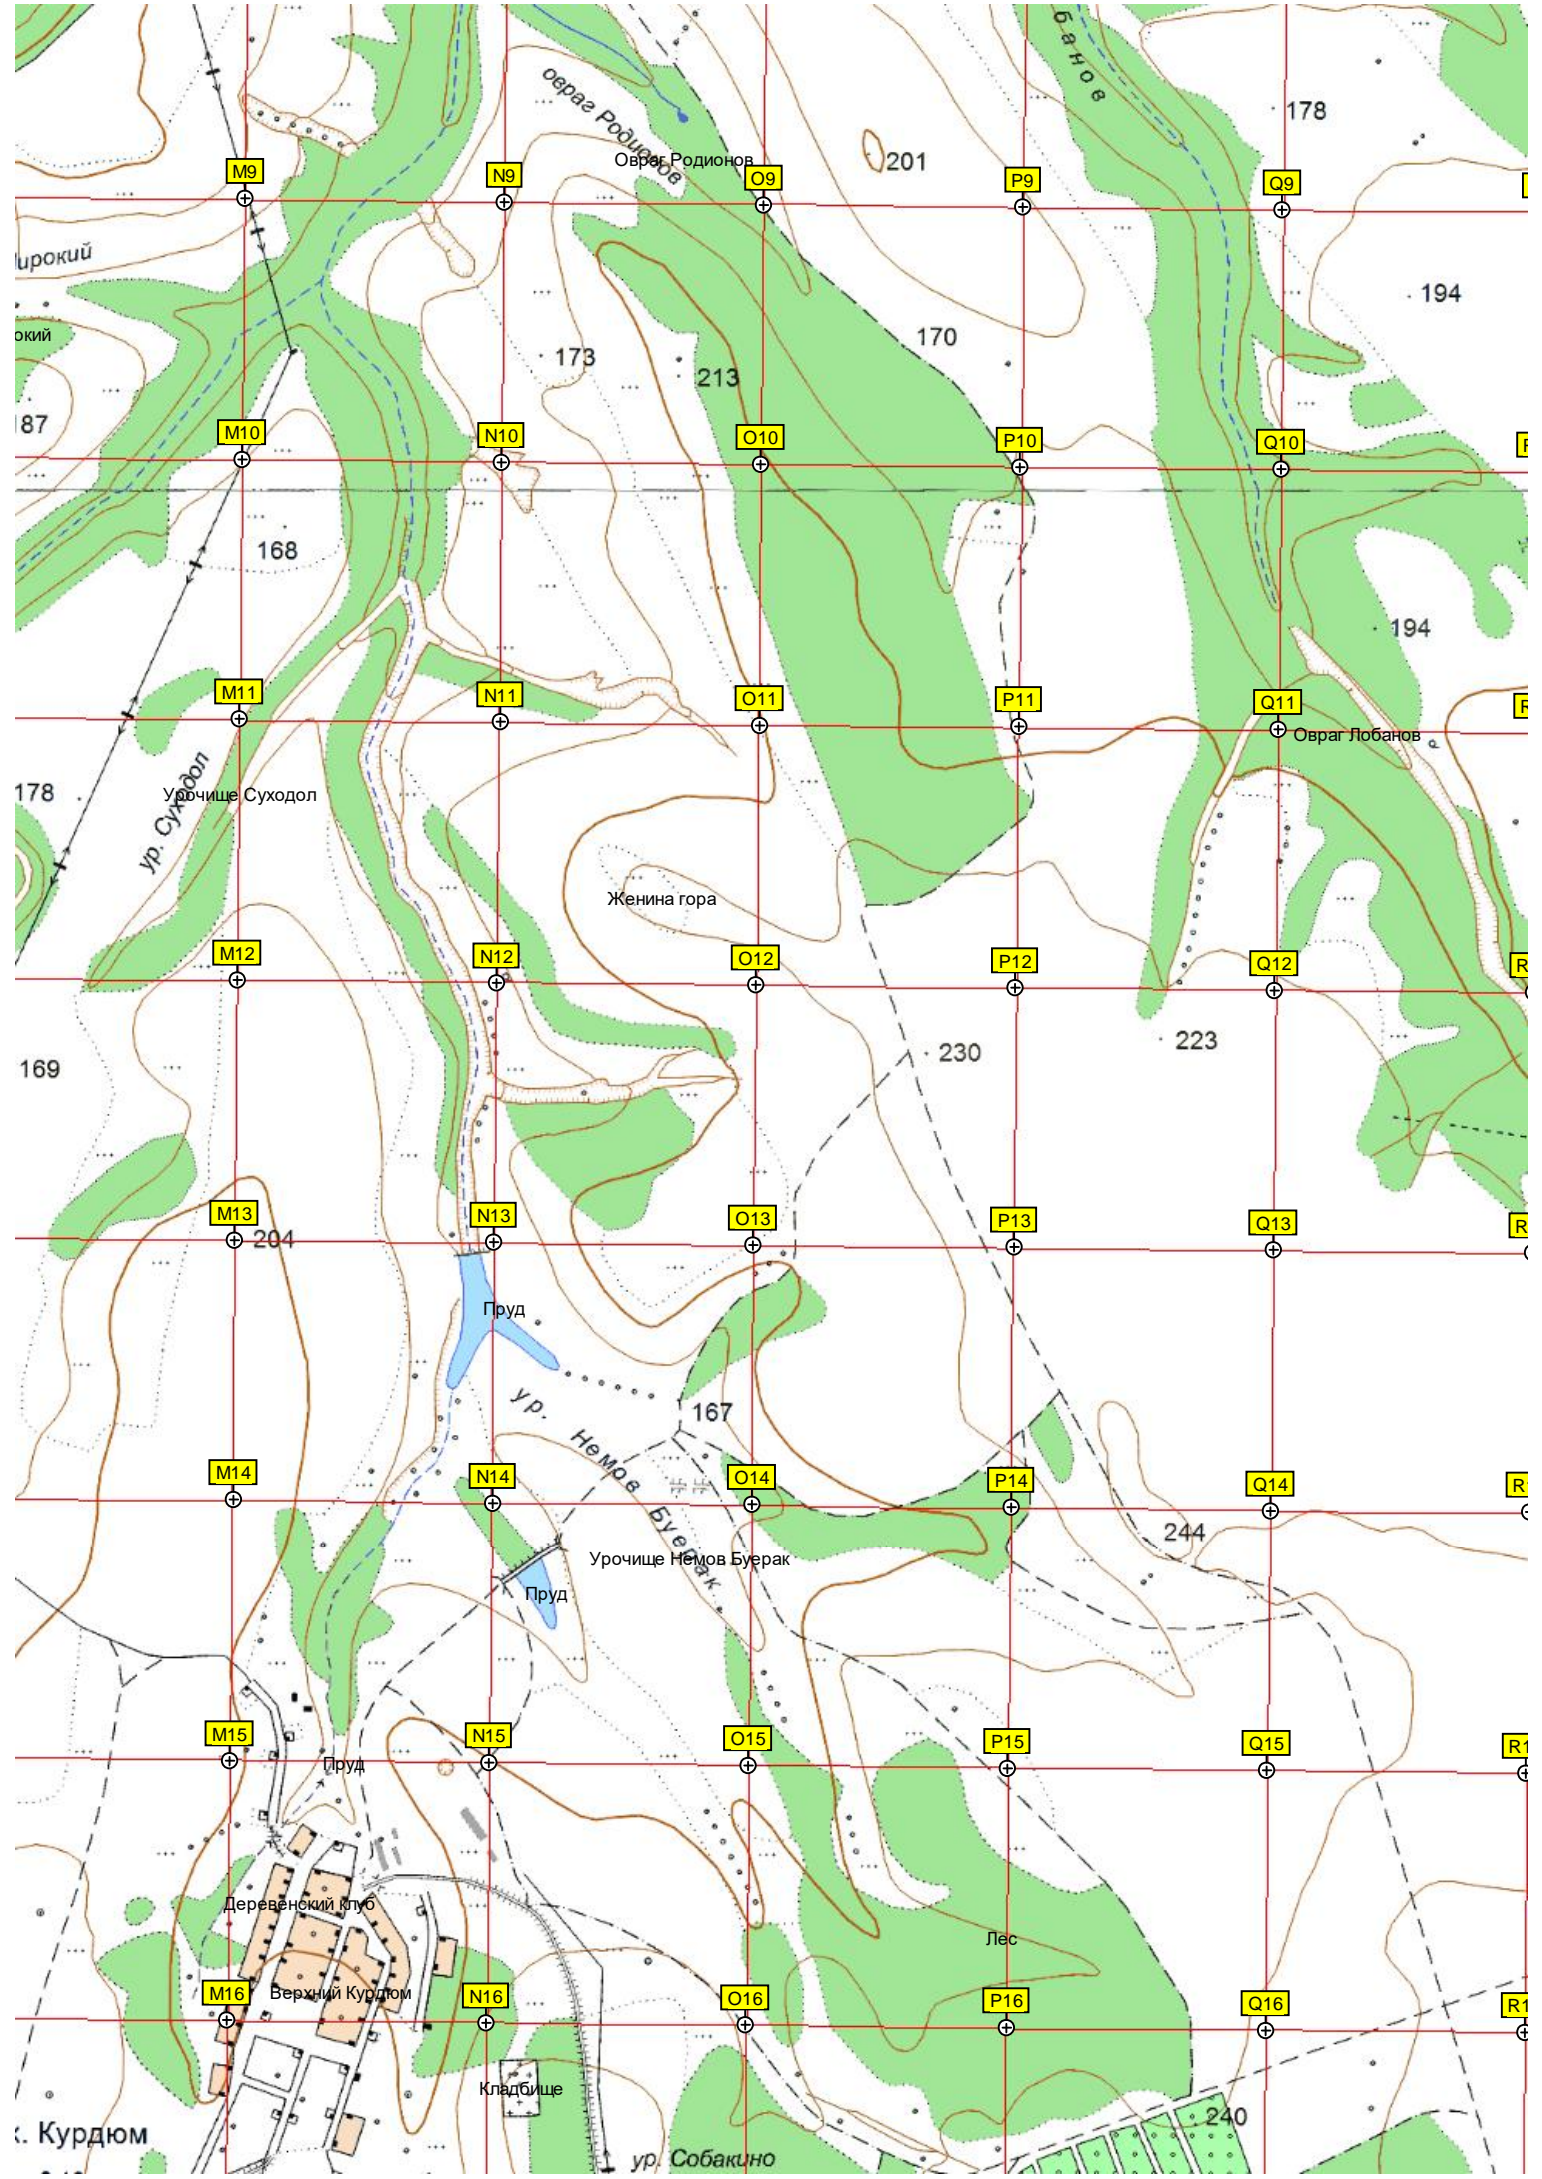 банов
178
овраг Родионов
Овраг Родионов
201
M9
N9
O9
P9
Q9
ирокий
194
окий
173
170
213
187
M10
N10
O10
P10
Q10
168
194
M11
N11
O11
P11
Q11
Овраг Лобанов
178
Урочище Суходол
ур. Суходол
Женина гора
M12
N12
O12
P12
Q12
R
169
230
223
M13
N13
O13
P13
Q13
R
204
Пруд
167
ур. Немов Буерак
M14
N14
O14
P14
Q14
R
244
Урочище Немов Буерак
Пруд
M15
N15
O15
P15
Q15
R1
Пруд
Деревенский клуб
Лес
Верхний Курдюм
M16
N16
O16
P16
Q16
R1
Кладбище
240
к. Курдюм
ур. Собакино